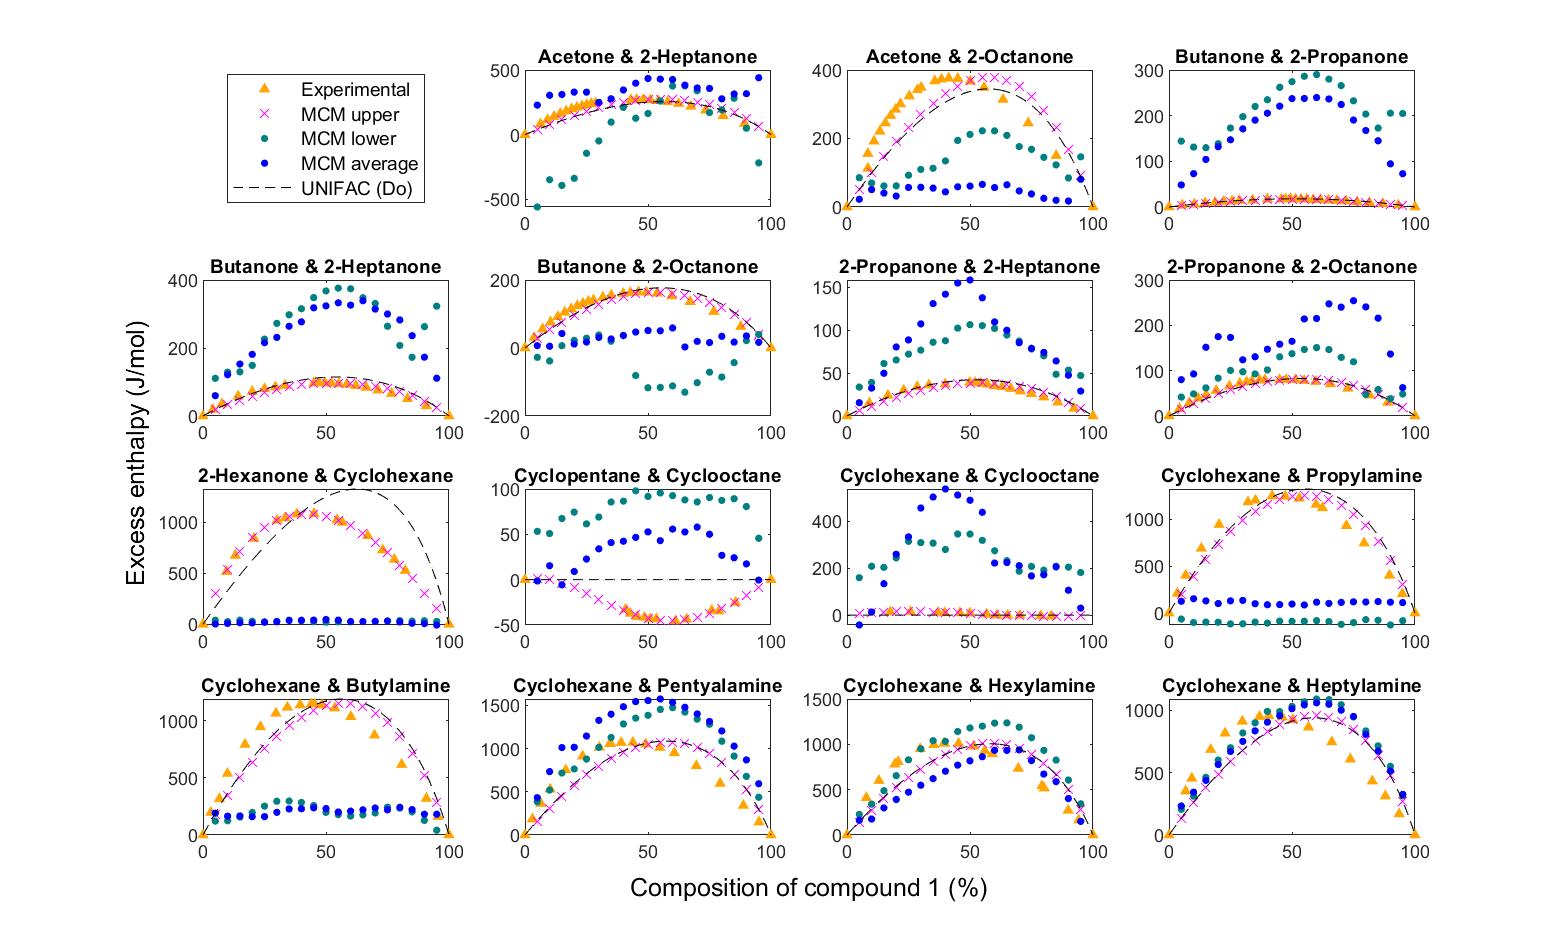 Experimental
MCM upper
MCM lower
MCM average
UNIFAC (Do)
Acetone & 2-Heptanone
500
0
-500
0 50 100
Acetone & 2-Octanone
400
200
0
0 50 100
Butanone & 2-Propanone
300
200
100
0
0 50 100
Butanone & 2-Heptanone
400
200
0
0 50 100
Butanone & 2-Octanone
200
0
-200
0 50 100
2-Propanone & 2-Heptanone
150
100
50
0
0 50 100
2-Propanone & 2-Octanone
300
200
100
0
0 50 100
Excess enthalpy (J/mol)
2-Hexanone & Cyclohexane
1000
500
0
0 50 100
Cyclopentane & Cyclooctane
100
50
0
-50
0 50 100
Cyclohexane & Cyclooctane
400
200
0
0 50 100
Cyclohexane & Propylamine
1000
500
0
0 50 100
Cyclohexane & Butylamine
1000
500
0
0 50 100
Cyclohexane & Pentyalamine
1500
1000
500
0
0 50 100
Cyclohexane & Hexylamine
1500
1000
500
0
0 50 100
Cyclohexane & Heptylamine
1000
500
0
0 50 100
Composition of compound 1 (%)